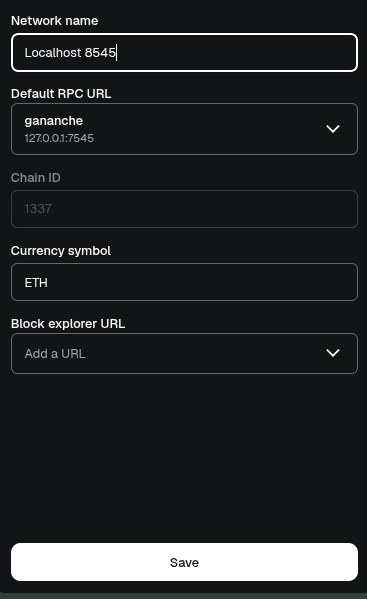 Network name
Localhost 8545
Default RPC URL
gananche
127.0.0.1:7545
Chain ID
1337
Currency symbol
ETH
Block explorer URL
Add a URL
Save